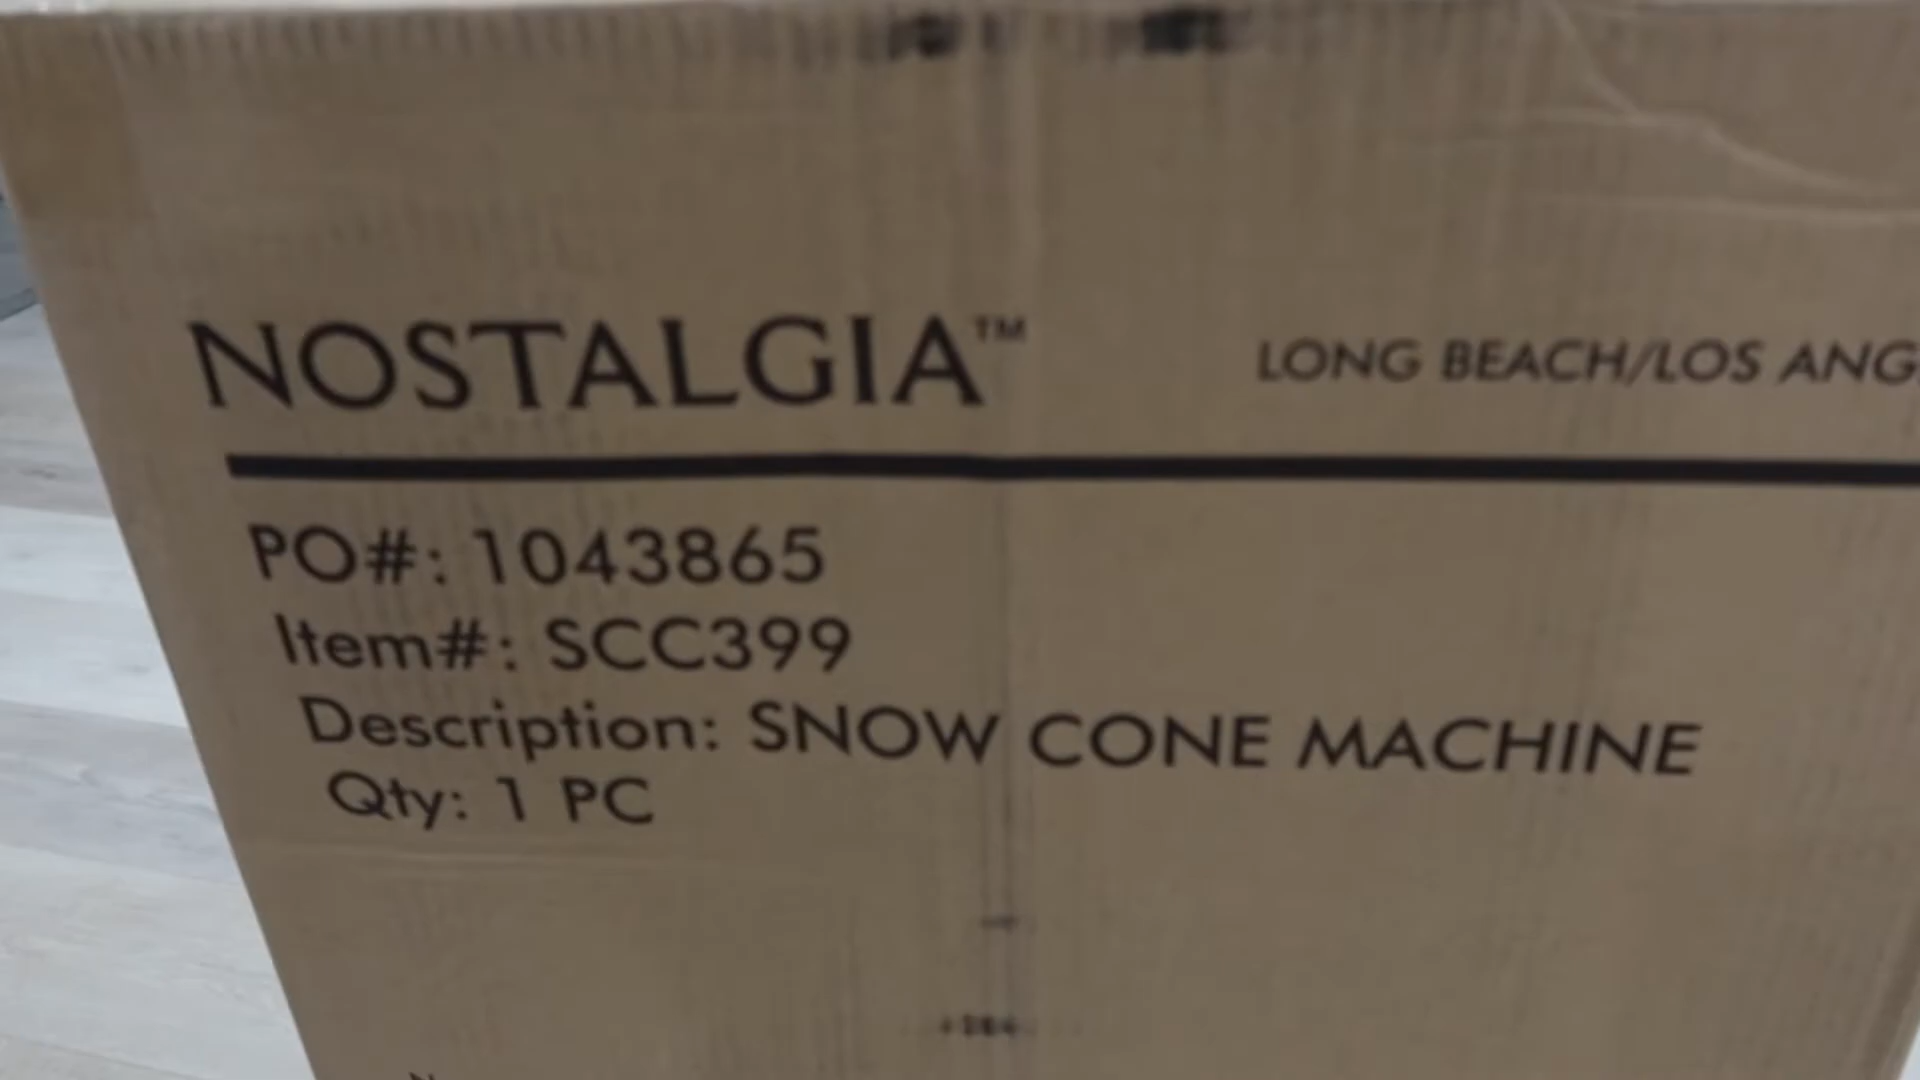 NOSTALGIA™
LONG BEACH/LOS ANG
PO#: 1043865
Item#: SCC399
Description: SNOW CONE MACHINE
Qty: 1 PC